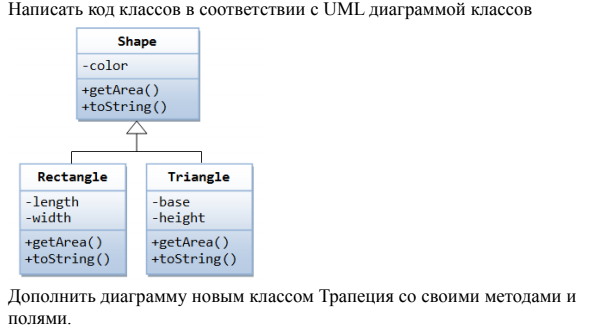 Написать код классов в соответствии с UML диаграммой классов
Shape
-color
+getArea()
+toString()
Rectangle
-length
-width
+getArea()
+toString()
Triangle
-base
-height
+getArea()
+toString()
Дополнить диаграмму новым классом Трапеция со своими методами и
полями.